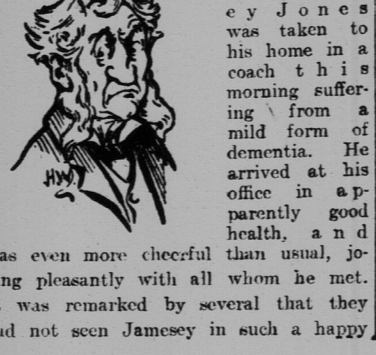 ey Jones
was taken to
his home in a
coach this
morning suffer-
ing from a
mild form of
dementia. He
arrived at his
office in ap-
parently good
health, and
as even more cheerful than usual, jo-
ng pleasantly with all whom he met.
was remarked by several that they
ad not seen Jamesey in such a happy
HW